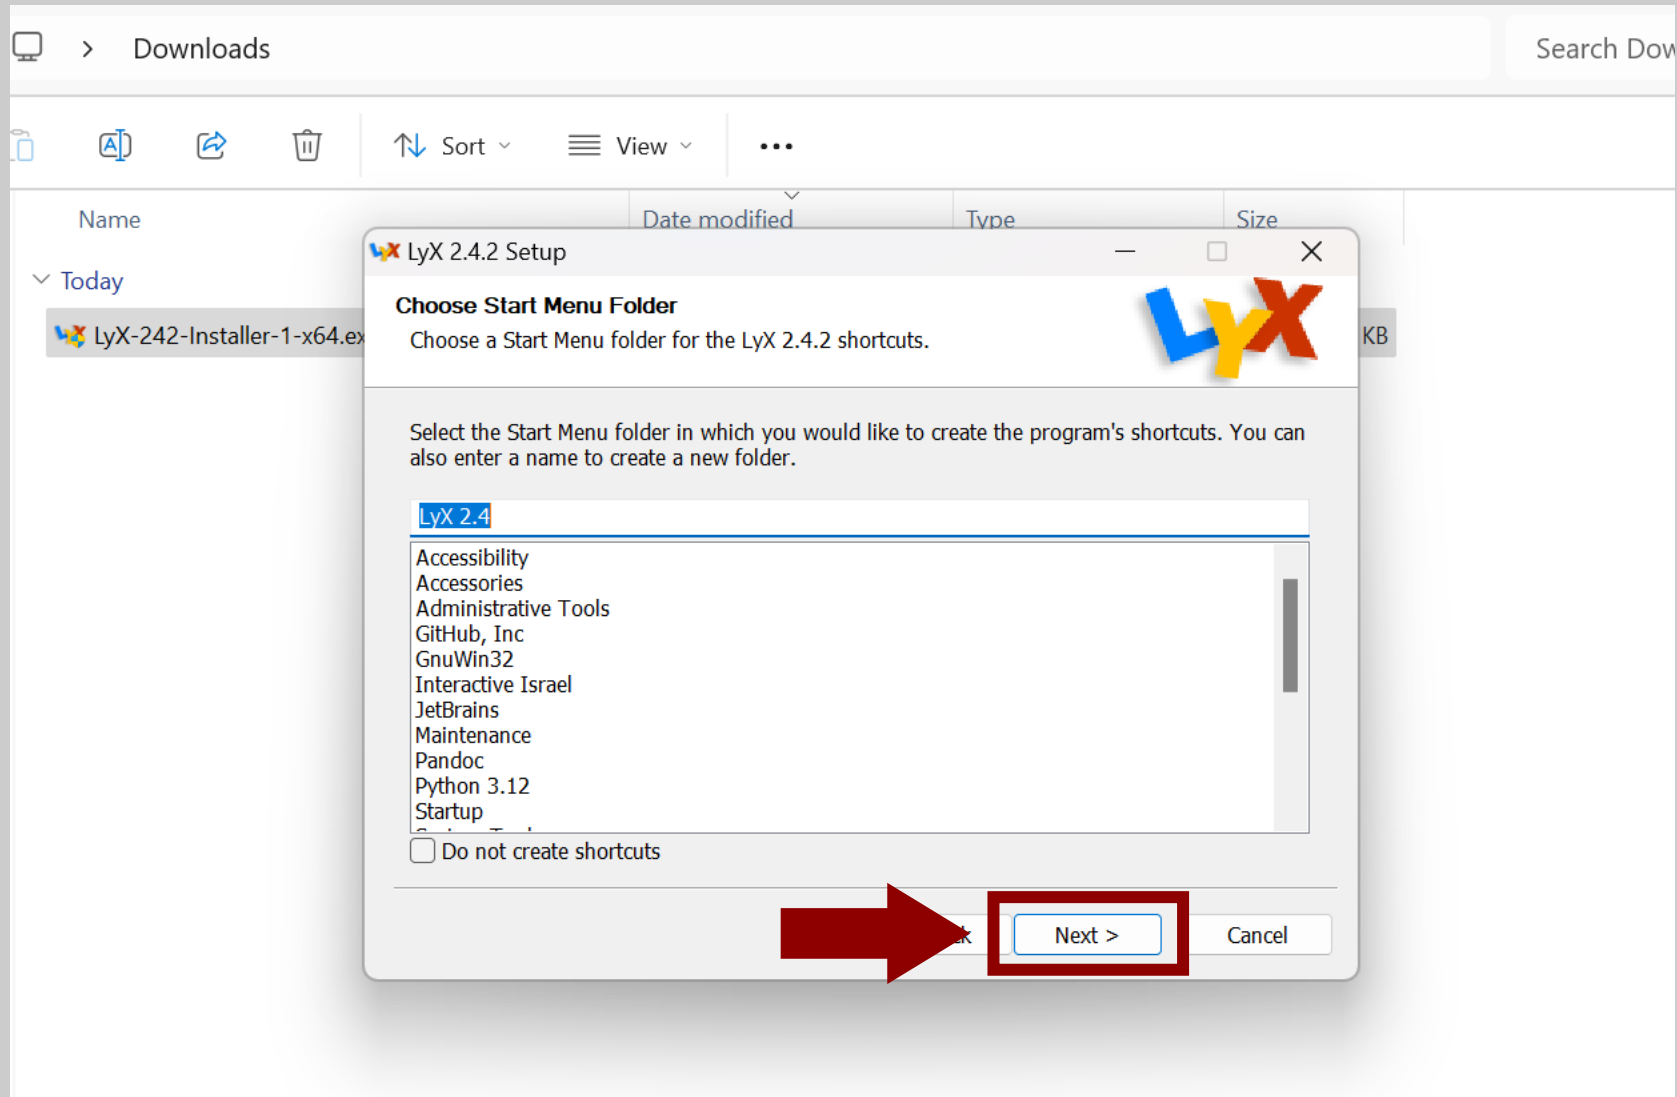 Downloads
Search Dow
Sort
View
Name
Date modified
Type
Size
LyX 2.4.2 Setup
Today
Choose Start Menu Folder
Choose a Start Menu folder for the LyX 2.4.2 shortcuts.
LyX
LyX-242-Installer-1-x64.ex
KB
Select the Start Menu folder in which you would like to create the program's shortcuts. You can
also enter a name to create a new folder.
LyX 2.4
Accessibility
Accessories
Administrative Tools
GitHub, Inc
GnuWin32
Interactive Israel
JetBrains
Maintenance
Pandoc
Python 3.12
Startup
Do not create shortcuts
Next >
Cancel